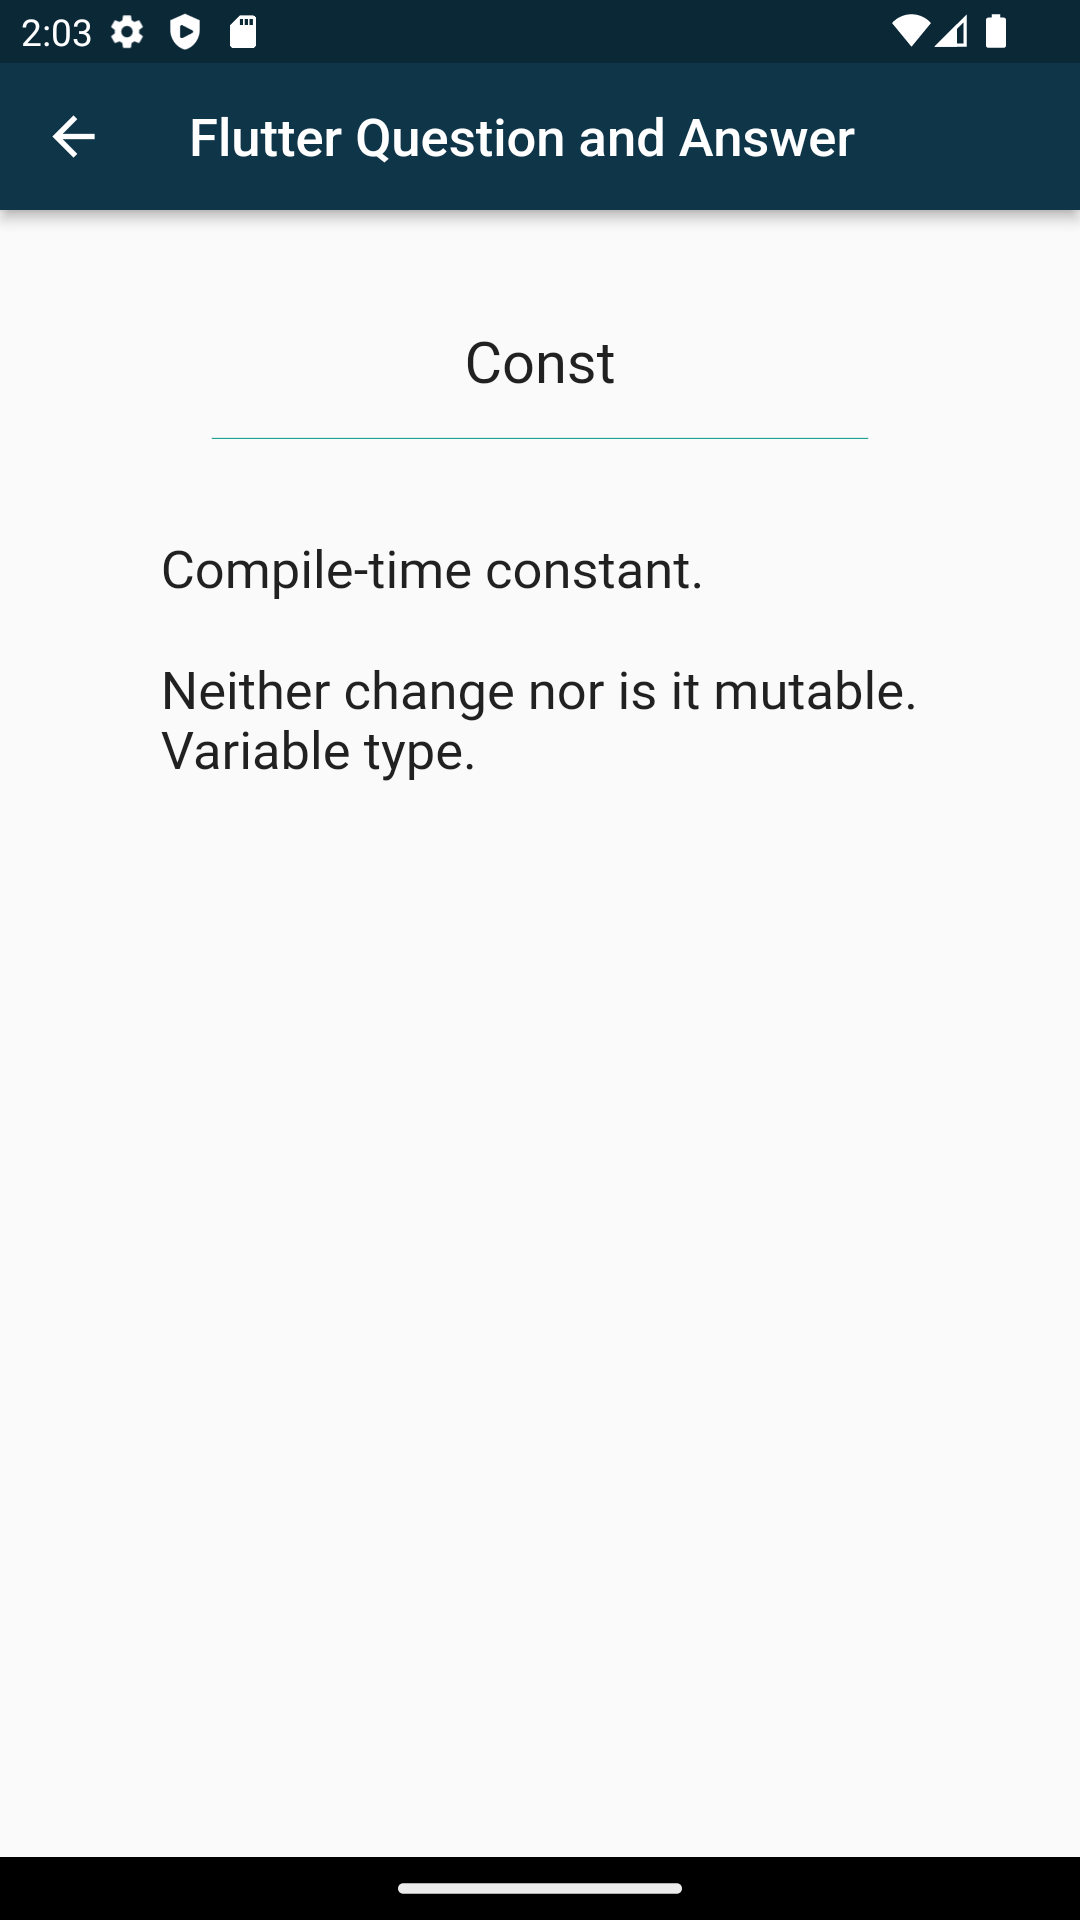 2:03
Flutter Question and Answer
Const
Compile-time constant.
Neither change nor is it mutable.
Variable type.